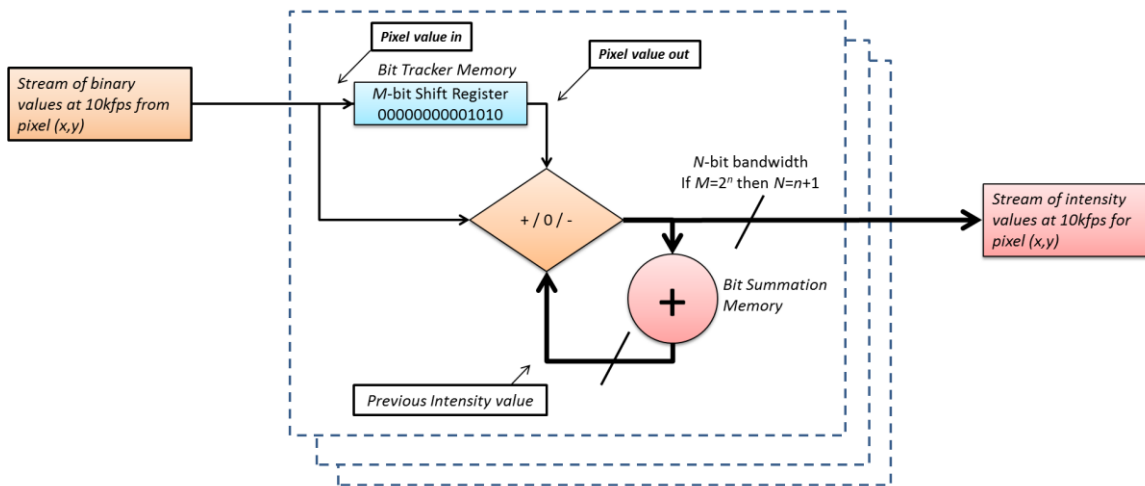 Stream of binary
values at 10kfps from
pixel (x,y)
Pixel value in
Pixel value out
Bit Tracker Memory
M-bit Shift Register
00000000001010
+ / 0 / -
N-bit bandwidth
If M=2ⁿ then N=n+1
Stream of intensity
values at 10kfps for
pixel (x,y)
+
Bit Summation
Memory
Previous Intensity value